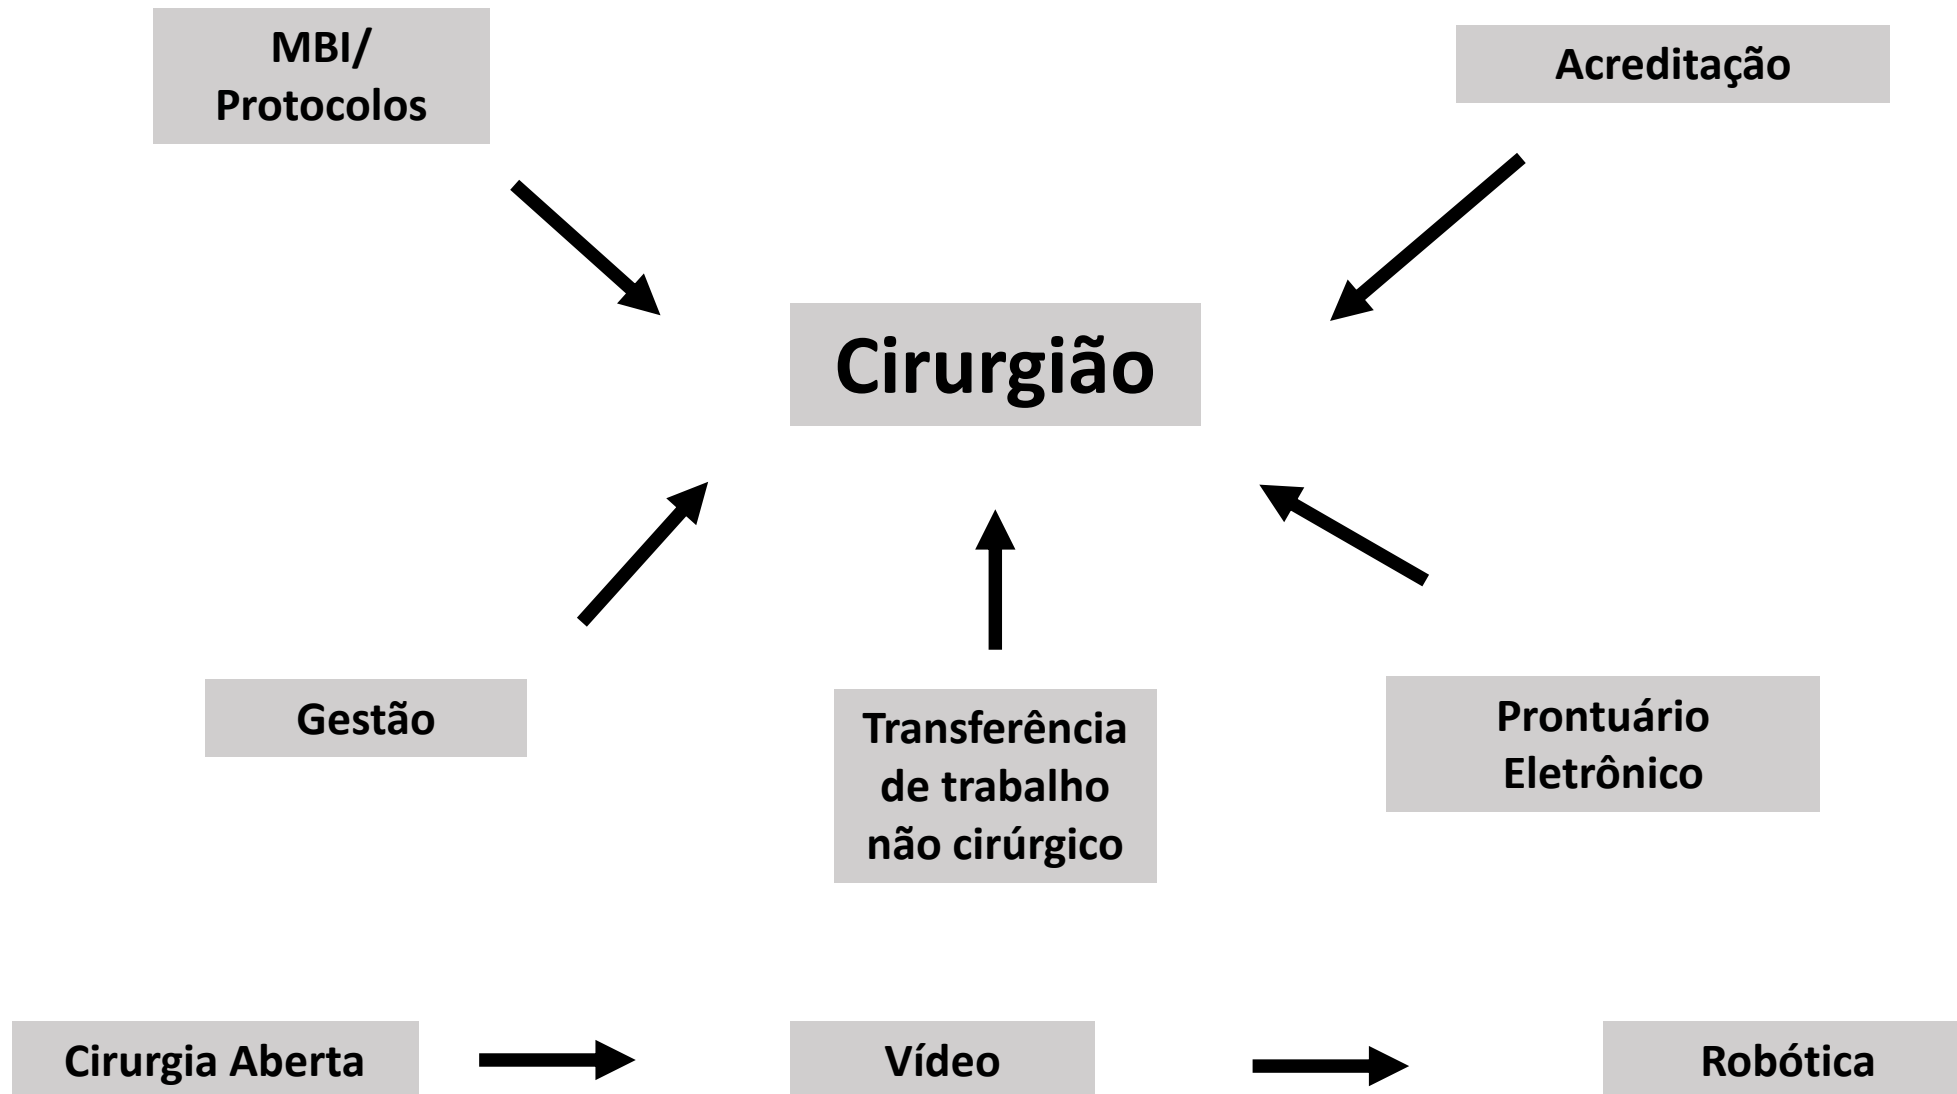 MBI/
Protocolos
Acreditação
Cirurgião
Gestão
Transferência
de trabalho
não cirúrgico
Prontuário
Eletrônico
Cirurgia Aberta
Vídeo
Robótica